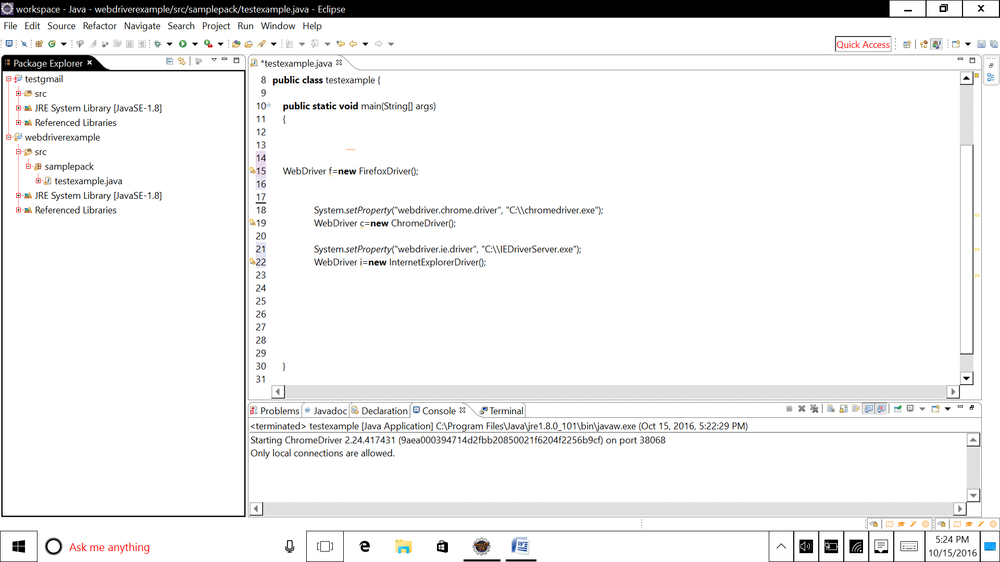 workspace - Java - webdriverexample/src/samplepack/testexample.java - Eclipse
File Edit Source Refactor Navigate Search Project Run Window Help
Quick Access
Package Explorer
testgmail
src
JRE System Library [JavaSE-1.8]
Referenced Libraries
webdriverexample
src
samplepack
testexample.java
JRE System Library [JavaSE-1.8]
Referenced Libraries
*testexample.java
8 public class testexample {
9
10 public static void main(String[] args)
11 {
12
13
14
15 WebDriver f=new FirefoxDriver();
16
17
18 System.setProperty("webdriver.chrome.driver", "C:\\chromedriver.exe");
19 WebDriver c=new ChromeDriver();
20
21 System.setProperty("webdriver.ie.driver", "C:\\IEDriverServer.exe");
22 WebDriver i=new InternetExplorerDriver();
23
24
25
26
27
28
29
30 }
31
Problems Javadoc Declaration Console Terminal
<terminated> testexample [Java Application] C:\Program Files\Java\jre1.8.0_101\bin\javaw.exe (Oct 15, 2016, 5:22:29 PM)
Starting ChromeDriver 2.24.417431 (9aea000394714d2fbb20850021f6204f2256b9cf) on port 38068
Only local connections are allowed.
Ask me anything
5:24 PM
10/15/2016